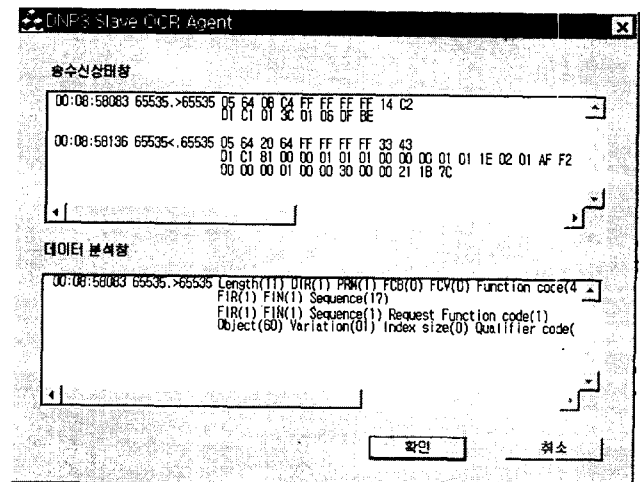 DNP3 Slave OCR Agent
송수신상태창
00:08:58083 65535.>65535 05 64 0B C4 FF FF FF FF 14 C2
01 C1 01 3C 01 06 DF BE
00:08:58136 65535<.65535 05 64 20 64 FF FF FF FF 33 43
01 C1 81 00 00 01 01 01 00 00 00 01 01 1E 02 01 AF F2
00 00 00 01 00 00 30 00 00 21 1B 7C
데이터 분석창
00:08:58083 65535.>65535 Length(11) DIR(1) PRM(1) FCB(0) FCV(0) Function code(4
FIR(1) FIN(1) Sequence(1?)
FIR(1) FIN(1) Sequence(1) Request Function code(1)
Object(60) Variation(01) Index size(0) Qualifier code(
확인
취소